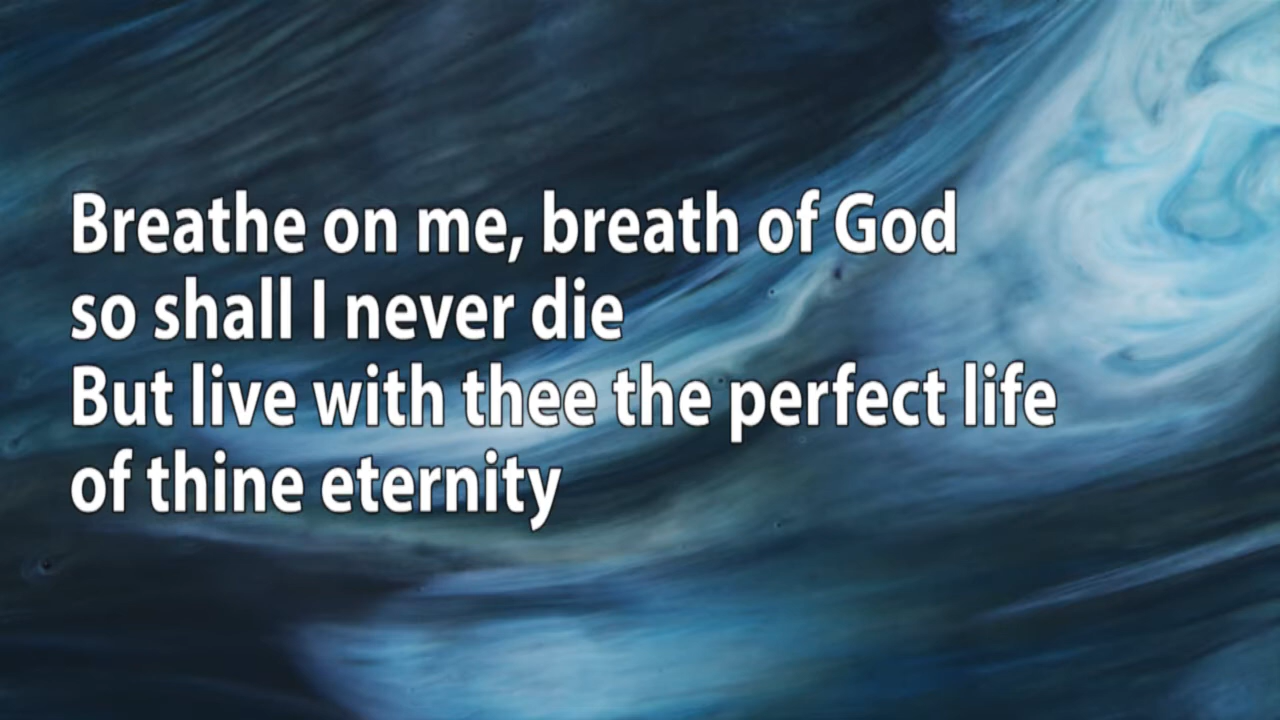 Breathe on me, breath of God
so shall I never die
But live with thee the perfect life
of thine eternity